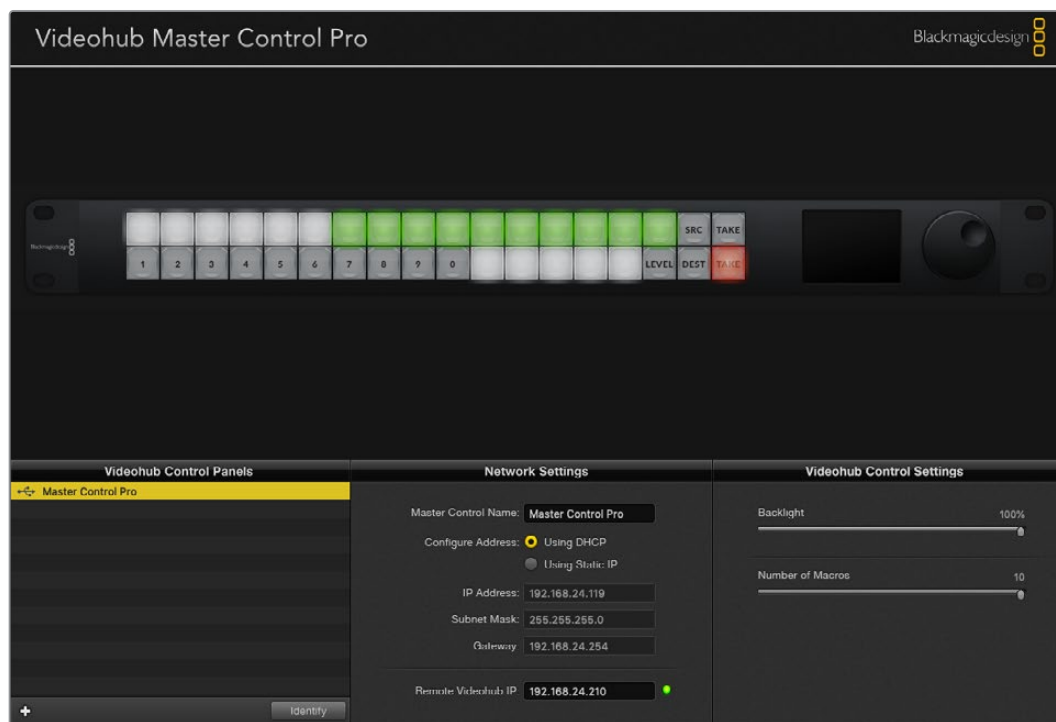 Videohub Master Control Pro
Blackmagicdesign
SRC TAKE
Blackmagicdesign
1 2 3 4 5 6 7 8 9 0 LEVEL DEST TAKE
Videohub Control Panels
Master Control Pro
Identify
Network Settings
Master Control Name: Master Control Pro
Configure Address: Using DHCP
Using Static IP
IP Address: 192.168.24.119
Subnet Mask: 255.255.255.0
Gateway 192.168.24.254
Remote Videohub IP 192.168.24.210
Videohub Control Settings
Backlight 100%
Number of Macros 10